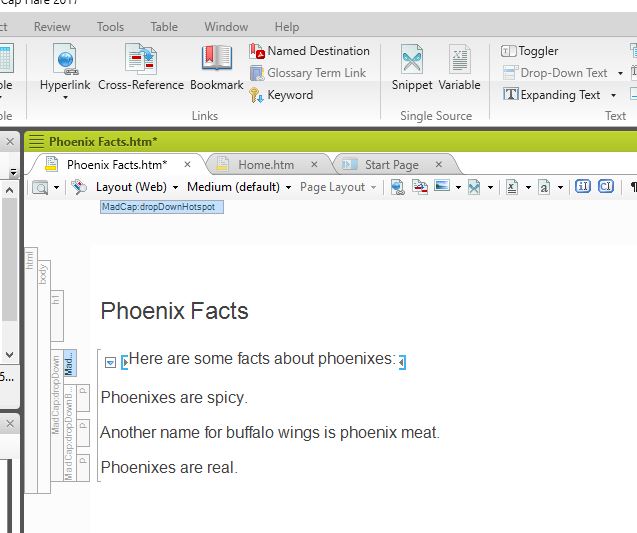 Cap Flare 2017
ct Review Tools Table Window Help
Hyperlink
Cross-Reference
Bookmark
Named Destination
Glossary Term Link
Keyword
Links
Snippet
Variable
Single Source
Toggler
Drop-Down Text
Expanding Text
Text
ble
ble
Phoenix Facts.htm*
Phoenix Facts.htm* × Home.htm × Start Page ×
Layout (Web) Medium (default) Page Layout
MadCap:dropDownHotspot
html
body
h1
MadCap:dropDown
Mad...
MadCap:dropDownB...
p
p
p
Phoenix Facts
Here are some facts about phoenixes:
Phoenixes are spicy.
Another name for buffalo wings is phoenix meat.
Phoenixes are real.
5...